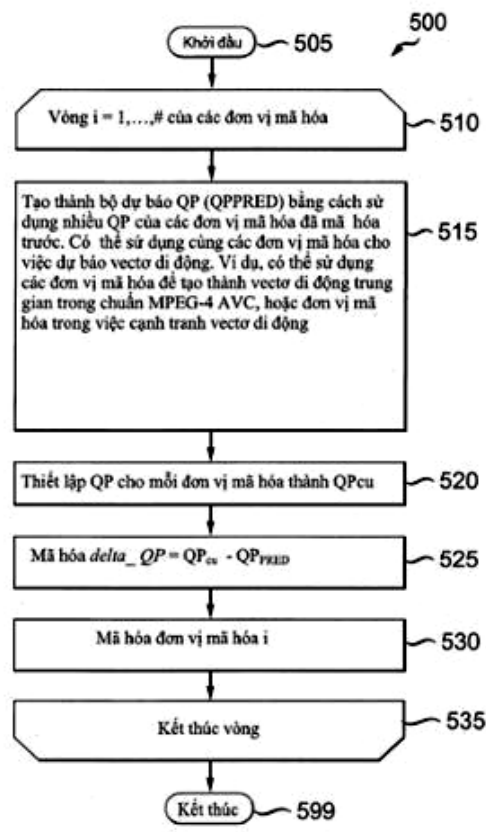 500
Khởi đầu 505
Vòng i = 1,...,# của các đơn vị mã hóa 510
Tạo thành bộ dự báo QP (QPPRED) bằng cách sử
dụng nhiều QP của các đơn vị mã hóa đã mã hóa
trước. Có thể sử dụng cùng các đơn vị mã hóa cho
việc dự báo vectơ di động. Ví dụ, có thể sử dụng
các đơn vị mã hóa để tạo thành vectơ di động trung
gian trong chuẩn MPEG-4 AVC, hoặc đơn vị mã
hóa trong việc cạnh tranh vectơ di động
515
Thiết lập QP cho mỗi đơn vị mã hóa thành QPcu 520
Mã hóa delta_ QP = QPcu - QPPRED 525
Mã hóa đơn vị mã hóa i 530
Kết thúc vòng 535
Kết thúc 599